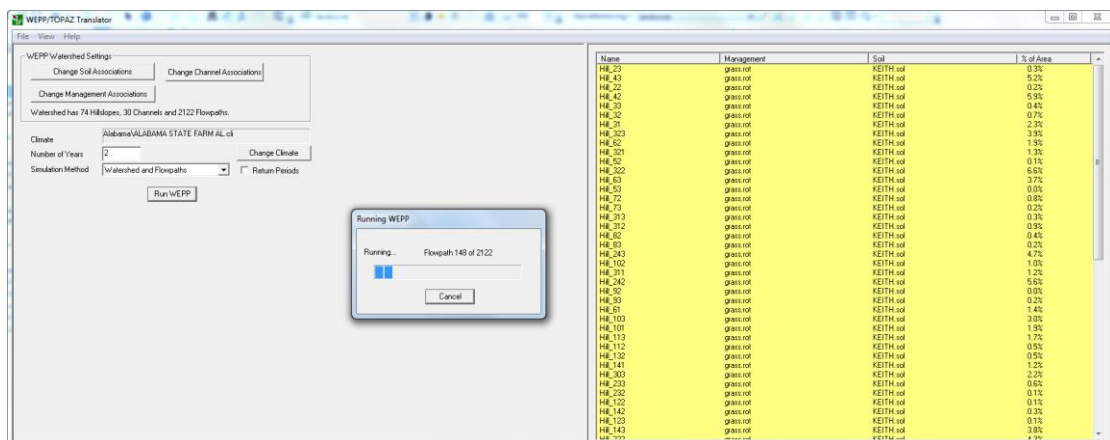 WEPP/TOPAZ Translator
File View Help
WEPP Watershed Settings
Change Soil Associations
Change Channel Associations
Change Management Associations
Watershed has 74 Hillslopes, 30 Channels and 2122 Flowpaths.
Climate
Alabama\ALABAMA STATE FARM AL.cli
Number of Years 2
Change Climate
Simulation Method Watershed and Flowpaths
Return Periods
Run WEPP
Running WEPP
Running... Flowpath 148 of 2122
Cancel
Name Management Soil % of Area
Hill_23 grass.rot KEITH.sol 0.3%
Hill_43 grass.rot KEITH.sol 5.2%
Hill_22 grass.rot KEITH.sol 0.2%
Hill_42 grass.rot KEITH.sol 5.9%
Hill_33 grass.rot KEITH.sol 0.4%
Hill_32 grass.rot KEITH.sol 0.7%
Hill_31 grass.rot KEITH.sol 2.3%
Hill_323 grass.rot KEITH.sol 3.9%
Hill_62 grass.rot KEITH.sol 1.9%
Hill_321 grass.rot KEITH.sol 1.3%
Hill_52 grass.rot KEITH.sol 0.1%
Hill_322 grass.rot KEITH.sol 6.6%
Hill_63 grass.rot KEITH.sol 3.7%
Hill_53 grass.rot KEITH.sol 0.0%
Hill_72 grass.rot KEITH.sol 0.8%
Hill_73 grass.rot KEITH.sol 0.2%
Hill_313 grass.rot KEITH.sol 0.3%
Hill_312 grass.rot KEITH.sol 0.9%
Hill_82 grass.rot KEITH.sol 0.4%
Hill_83 grass.rot KEITH.sol 0.2%
Hill_243 grass.rot KEITH.sol 4.7%
Hill_102 grass.rot KEITH.sol 1.0%
Hill_311 grass.rot KEITH.sol 1.2%
Hill_242 grass.rot KEITH.sol 5.6%
Hill_92 grass.rot KEITH.sol 0.0%
Hill_93 grass.rot KEITH.sol 0.2%
Hill_61 grass.rot KEITH.sol 1.4%
Hill_103 grass.rot KEITH.sol 3.0%
Hill_101 grass.rot KEITH.sol 1.9%
Hill_113 grass.rot KEITH.sol 1.7%
Hill_112 grass.rot KEITH.sol 0.5%
Hill_132 grass.rot KEITH.sol 0.5%
Hill_141 grass.rot KEITH.sol 1.2%
Hill_303 grass.rot KEITH.sol 2.2%
Hill_233 grass.rot KEITH.sol 0.6%
Hill_232 grass.rot KEITH.sol 0.1%
Hill_122 grass.rot KEITH.sol 0.1%
Hill_142 grass.rot KEITH.sol 0.3%
Hill_123 grass.rot KEITH.sol 0.1%
Hill_143 grass.rot KEITH.sol 3.8%